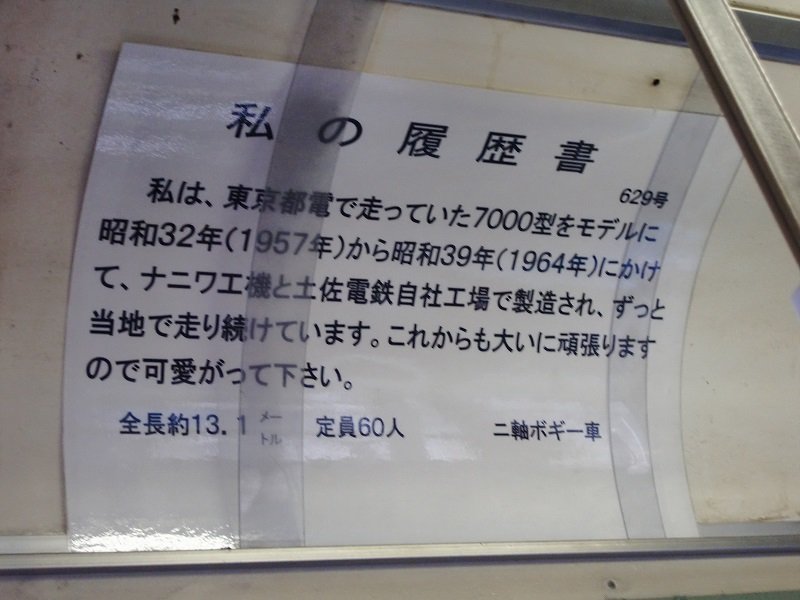 私の履歴書
629号
私は、東京都電で走っていた7000型をモデルに
昭和32年(1957年)から昭和39年(1964年)にかけ
て、ナニワ工機と土佐電鉄自社工場で製造され、ずっと
当地で走り続けています。これからも大いに頑張ります
ので可愛がって下さい。
全長約13.1メートル 定員60人 二軸ボギー車